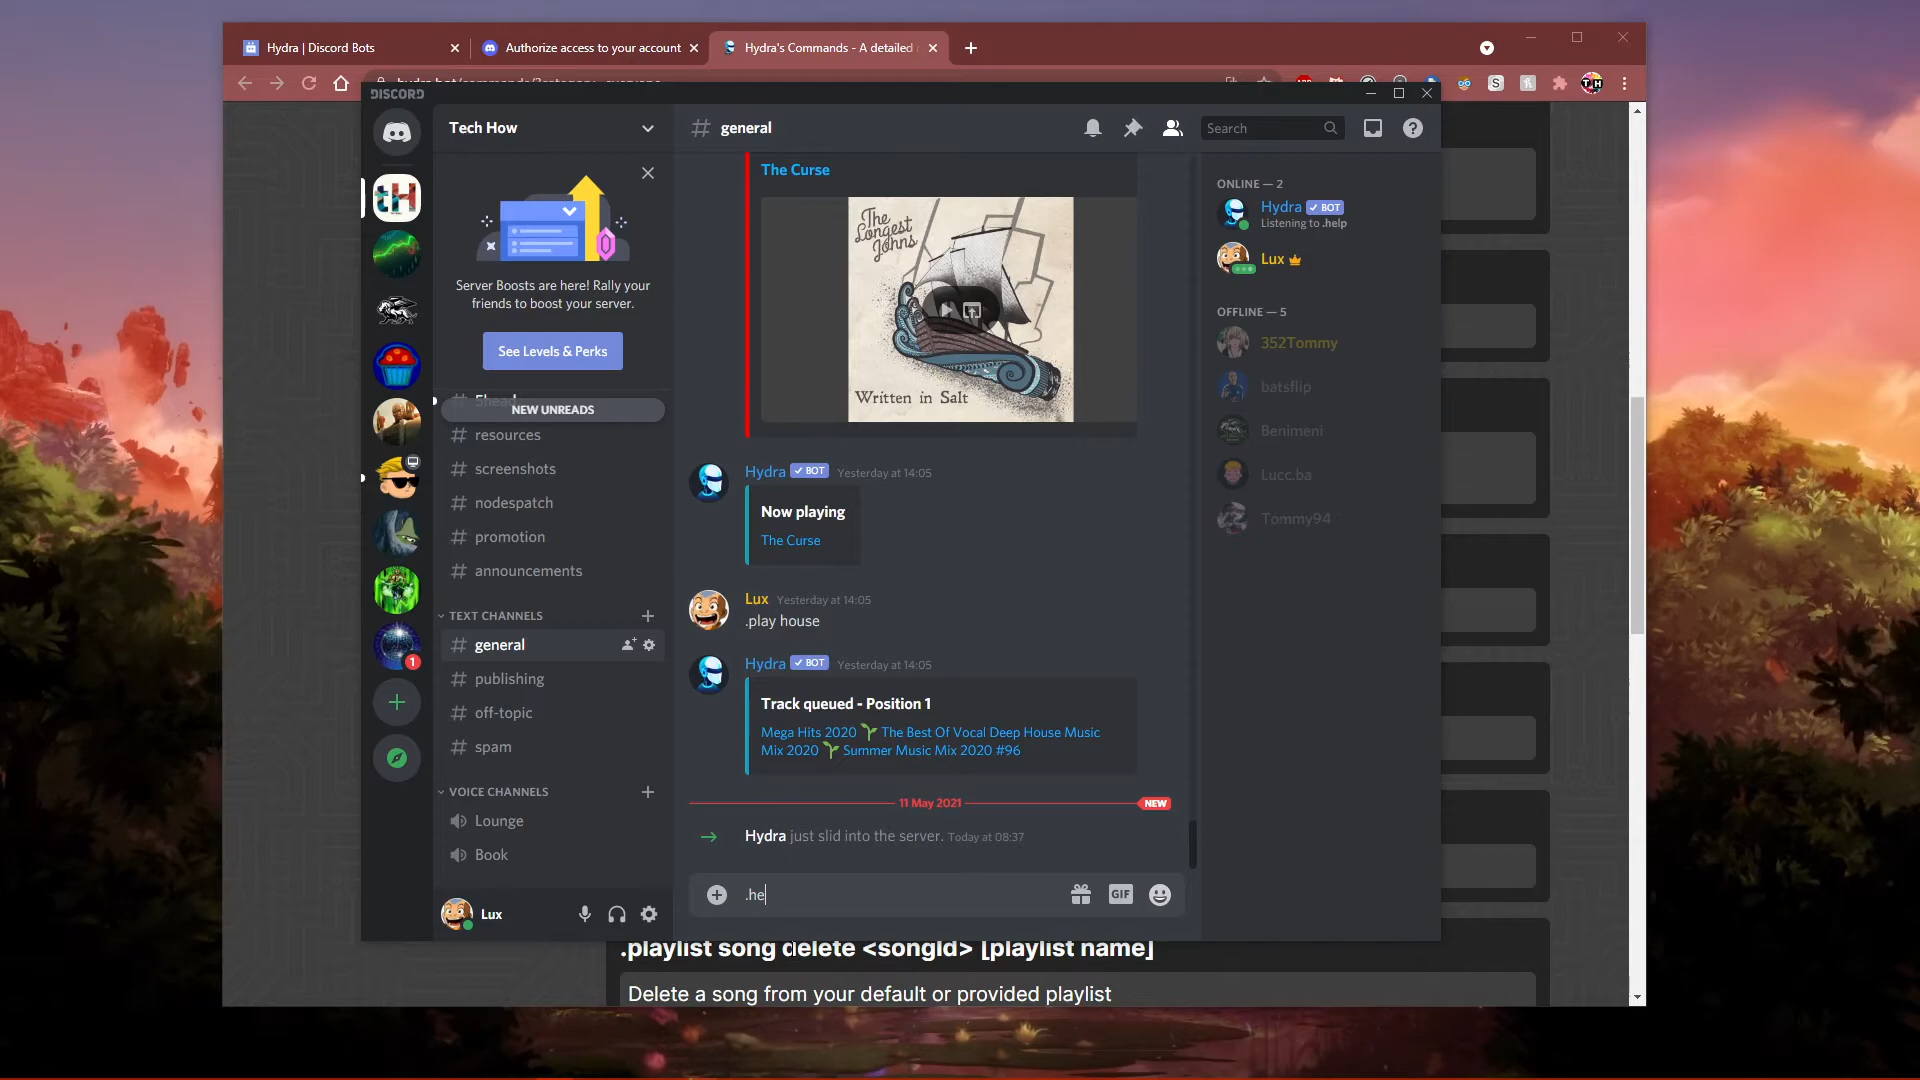 Hydra | Discord Bots
Authorize access to your account
Hydra's Commands - A detailed
DISCORD
Tech How
general
Search
Server Boosts are here! Rally your
friends to boost your server.
See Levels & Perks
NEW UNREADS
# resources
# screenshots
# nodespatch
# promotion
# announcements
TEXT CHANNELS
# general
# publishing
# off-topic
# spam
VOICE CHANNELS
Lounge
Book
Lux
The Curse
The
Longest
Johns
Written in Salt
Hydra BOT Yesterday at 14:05
Now playing
The Curse
Lux Yesterday at 14:05
.play house
Hydra BOT Yesterday at 14:05
Track queued - Position 1
Mega Hits 2020 🌱 The Best Of Vocal Deep House Music
Mix 2020 🌱 Summer Music Mix 2020 #96
11 May 2021 NEW
Hydra just slid into the server. Today at 08:37
.he
GIF
ONLINE — 2
Hydra BOT
Listening to .help
Lux
OFFLINE — 5
352Tommy
batsflip
Benimeni
Lucc.ba
Tommy94
1
tH
.playlist song delete <songId> [playlist name]
Delete a song from your default or provided playlist